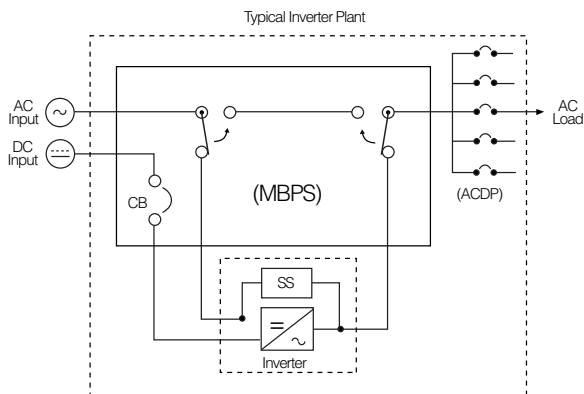 Typical Inverter Plant
AC
Input
DC
Input
CB
(MBPS)
AC
Load
(ACDP)
SS
Inverter